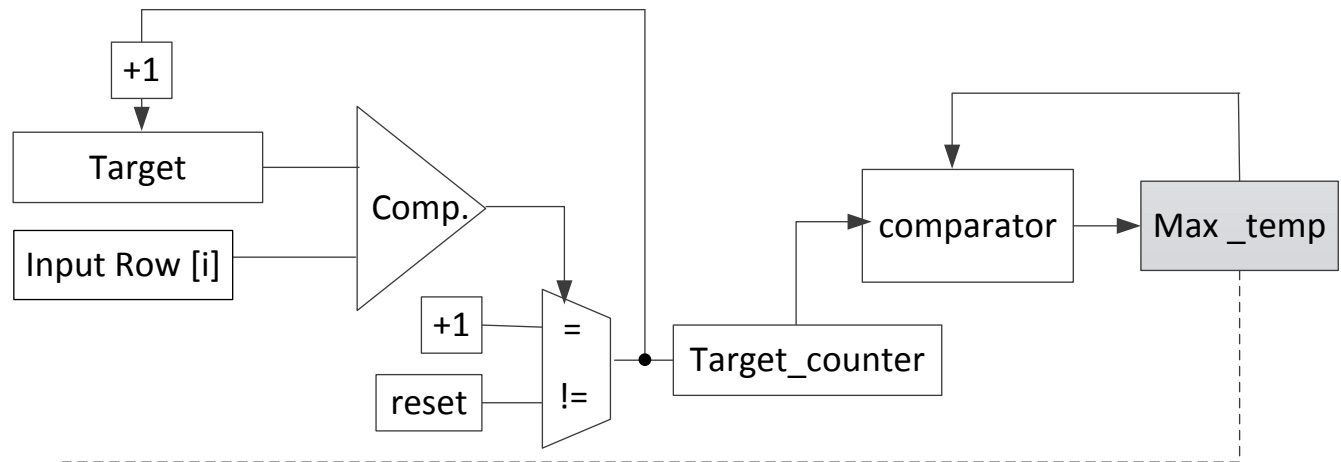 +1
Target
Comp.
Input Row [i]
comparator
Max _temp
+1
=
Target_counter
reset
!=